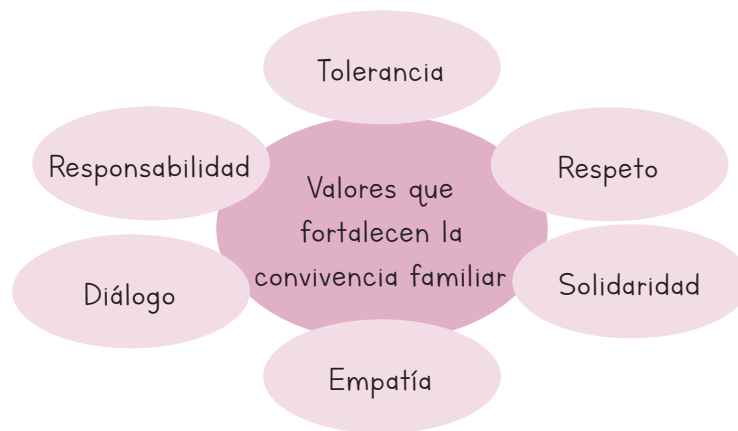 Tolerancia
Responsabilidad
Respeto
Valores que
fortalecen la
convivencia familiar
Diálogo
Solidaridad
Empatía